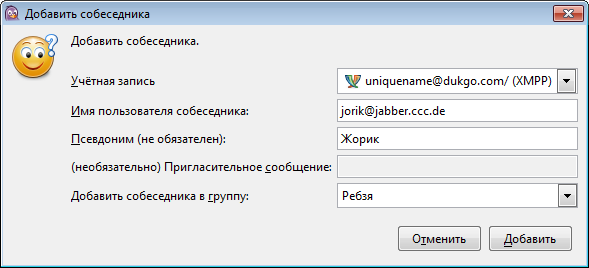 Добавить собеседника
Добавить собеседника.
Учётная запись
uniquename@dukgo.com/ (XMPP)
Имя пользователя собеседника:
jorik@jabber.ccc.de
Псевдоним (не обязателен):
Жорик
(необязательно) Пригласительное сообщение:
Добавить собеседника в группу:
Ребзя
Отменить
Добавить